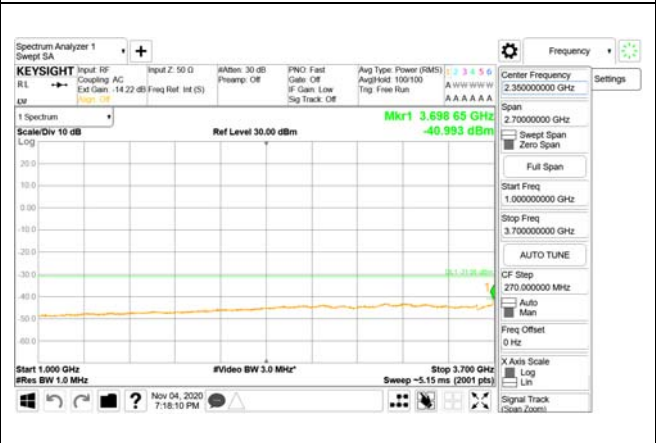 Spectrum Analyzer 1
Swept SA
+
Frequency
KEYSIGHT
RL
Input: RF
Coupling: AC
Ext Gain: -14.22 dB
Align: Off
Input Z: 50 Ω
Freq Ref: Int (S)
#Atten: 30 dB
Preamp: Off
PNO: Fast
Gate: Off
IF Gain: Low
Sig Track: Off
Avg Type: Power (RMS)
Avg|Hold: 100/100
Trig: Free Run
1 2 3 4 5 6
A W W W W W
A A A A A A
1 Spectrum
Scale/Div 10 dB
Log
Ref Level 30.00 dBm
Mkr1 3.698 65 GHz
-40.993 dBm
20.0
10.0
0.00
-10.0
-20.0
-30.0
-40.0
-50.0
-60.0
1
Start 1.000 GHz
#Res BW 1.0 MHz
#Video BW 3.0 MHz*
Stop 3.700 GHz
Sweep ~5.15 ms (2001 pts)
Nov 04, 2020
7:18:10 PM
Center Frequency
2.350000000 GHz
Settings
Span
2.70000000 GHz
Swept Span
Zero Span
Full Span
Start Freq
1.000000000 GHz
Stop Freq
3.700000000 GHz
AUTO TUNE
CF Step
270.000000 MHz
Auto
Man
Freq Offset
0 Hz
X Axis Scale
Log
Lin
Signal Track
(Span Zoom)